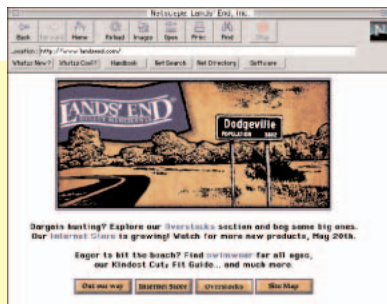 Netscape Lands' End, Inc.
Back Forward Home Reload Images Open Print Find Stop
Location: http://www.landsend.com/
What's New? What's Cool? Handbook Net Search Net Directory Software
LANDS' END
DIRECT MERCHANTS
Dodgeville
POPULATION 3882
Bargain hunting? Explore our Overstocks section and bag some big ones.
Our Internet Store is growing! Watch for more new products, May 20th.
Eager to hit the beach? Find swimwear for all ages,
our Kindest Cut Fit Guide... and much more.
Out our way Internet Store Overstocks Site Map